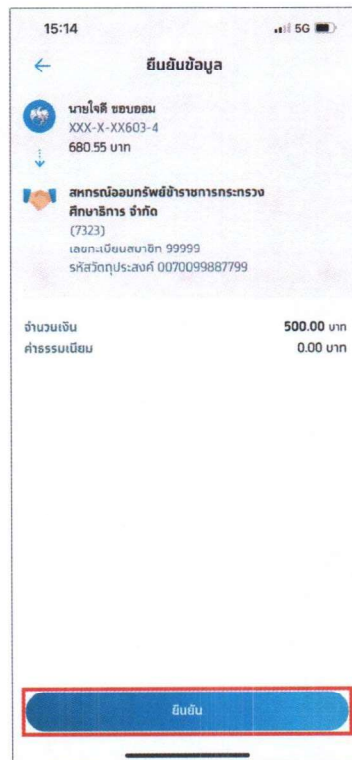 15:14
5G
ยืนยันข้อมูล
นายใจดี ชอบออม
XXX-X-XX603-4
680.55 บาท
สหกรณ์ออมทรัพย์ข้าราชการกระทรวง
ศึกษาธิการ จำกัด
(7323)
เลขทะเบียนสมาชิก 99999
รหัสวัตถุประสงค์ 0070099887799
จำนวนเงิน 500.00 บาท
ค่าธรรมเนียม 0.00 บาท
ยืนยัน